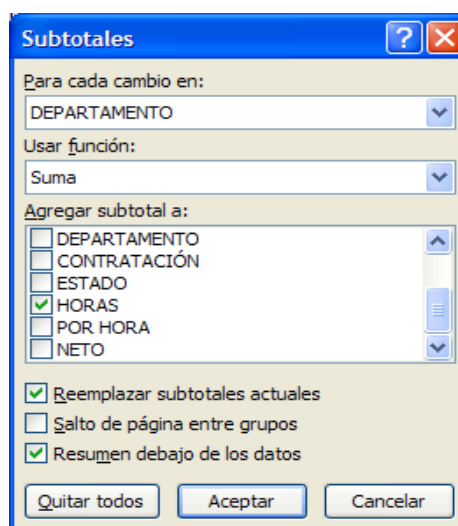 Subtotales
Para cada cambio en:
DEPARTAMENTO
Usar función:
Suma
Agregar subtotal a:
DEPARTAMENTO
CONTRATACIÓN
ESTADO
HORAS
POR HORA
NETO
Reemplazar subtotales actuales
Salto de página entre grupos
Resumen debajo de los datos
Quitar todos Aceptar Cancelar